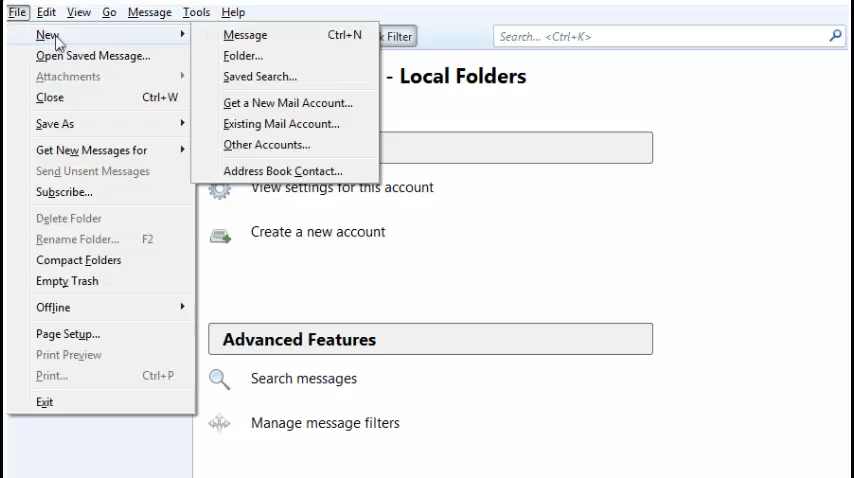 File Edit View Go Message Tools Help
New
Open Saved Message...
Attachments
Close Ctrl+W
Save As
Get New Messages for
Send Unsent Messages
Subscribe...
Delete Folder
Rename Folder... F2
Compact Folders
Empty Trash
Offline
Page Setup...
Print Preview
Print... Ctrl+P
Exit
Message Ctrl+N
Folder...
Saved Search...
Get a New Mail Account...
Existing Mail Account...
Other Accounts...
Address Book Contact...
Filter
Search... <Ctrl+K>
- Local Folders
View settings for this account
Create a new account
Advanced Features
Search messages
Manage message filters